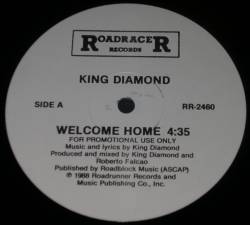 ROADRACER
RECORDS
KING DIAMOND
SIDE A
RR-2460
WELCOME HOME 4:35
FOR PROMOTIONAL USE ONLY
Music and lyrics by King Diamond
Produced and mixed by King Diamond and
Roberto Falcao
Published by Roadblock Music (ASCAP)
℗ 1988 Roadrunner Records and
Music Publishing Co., Inc.